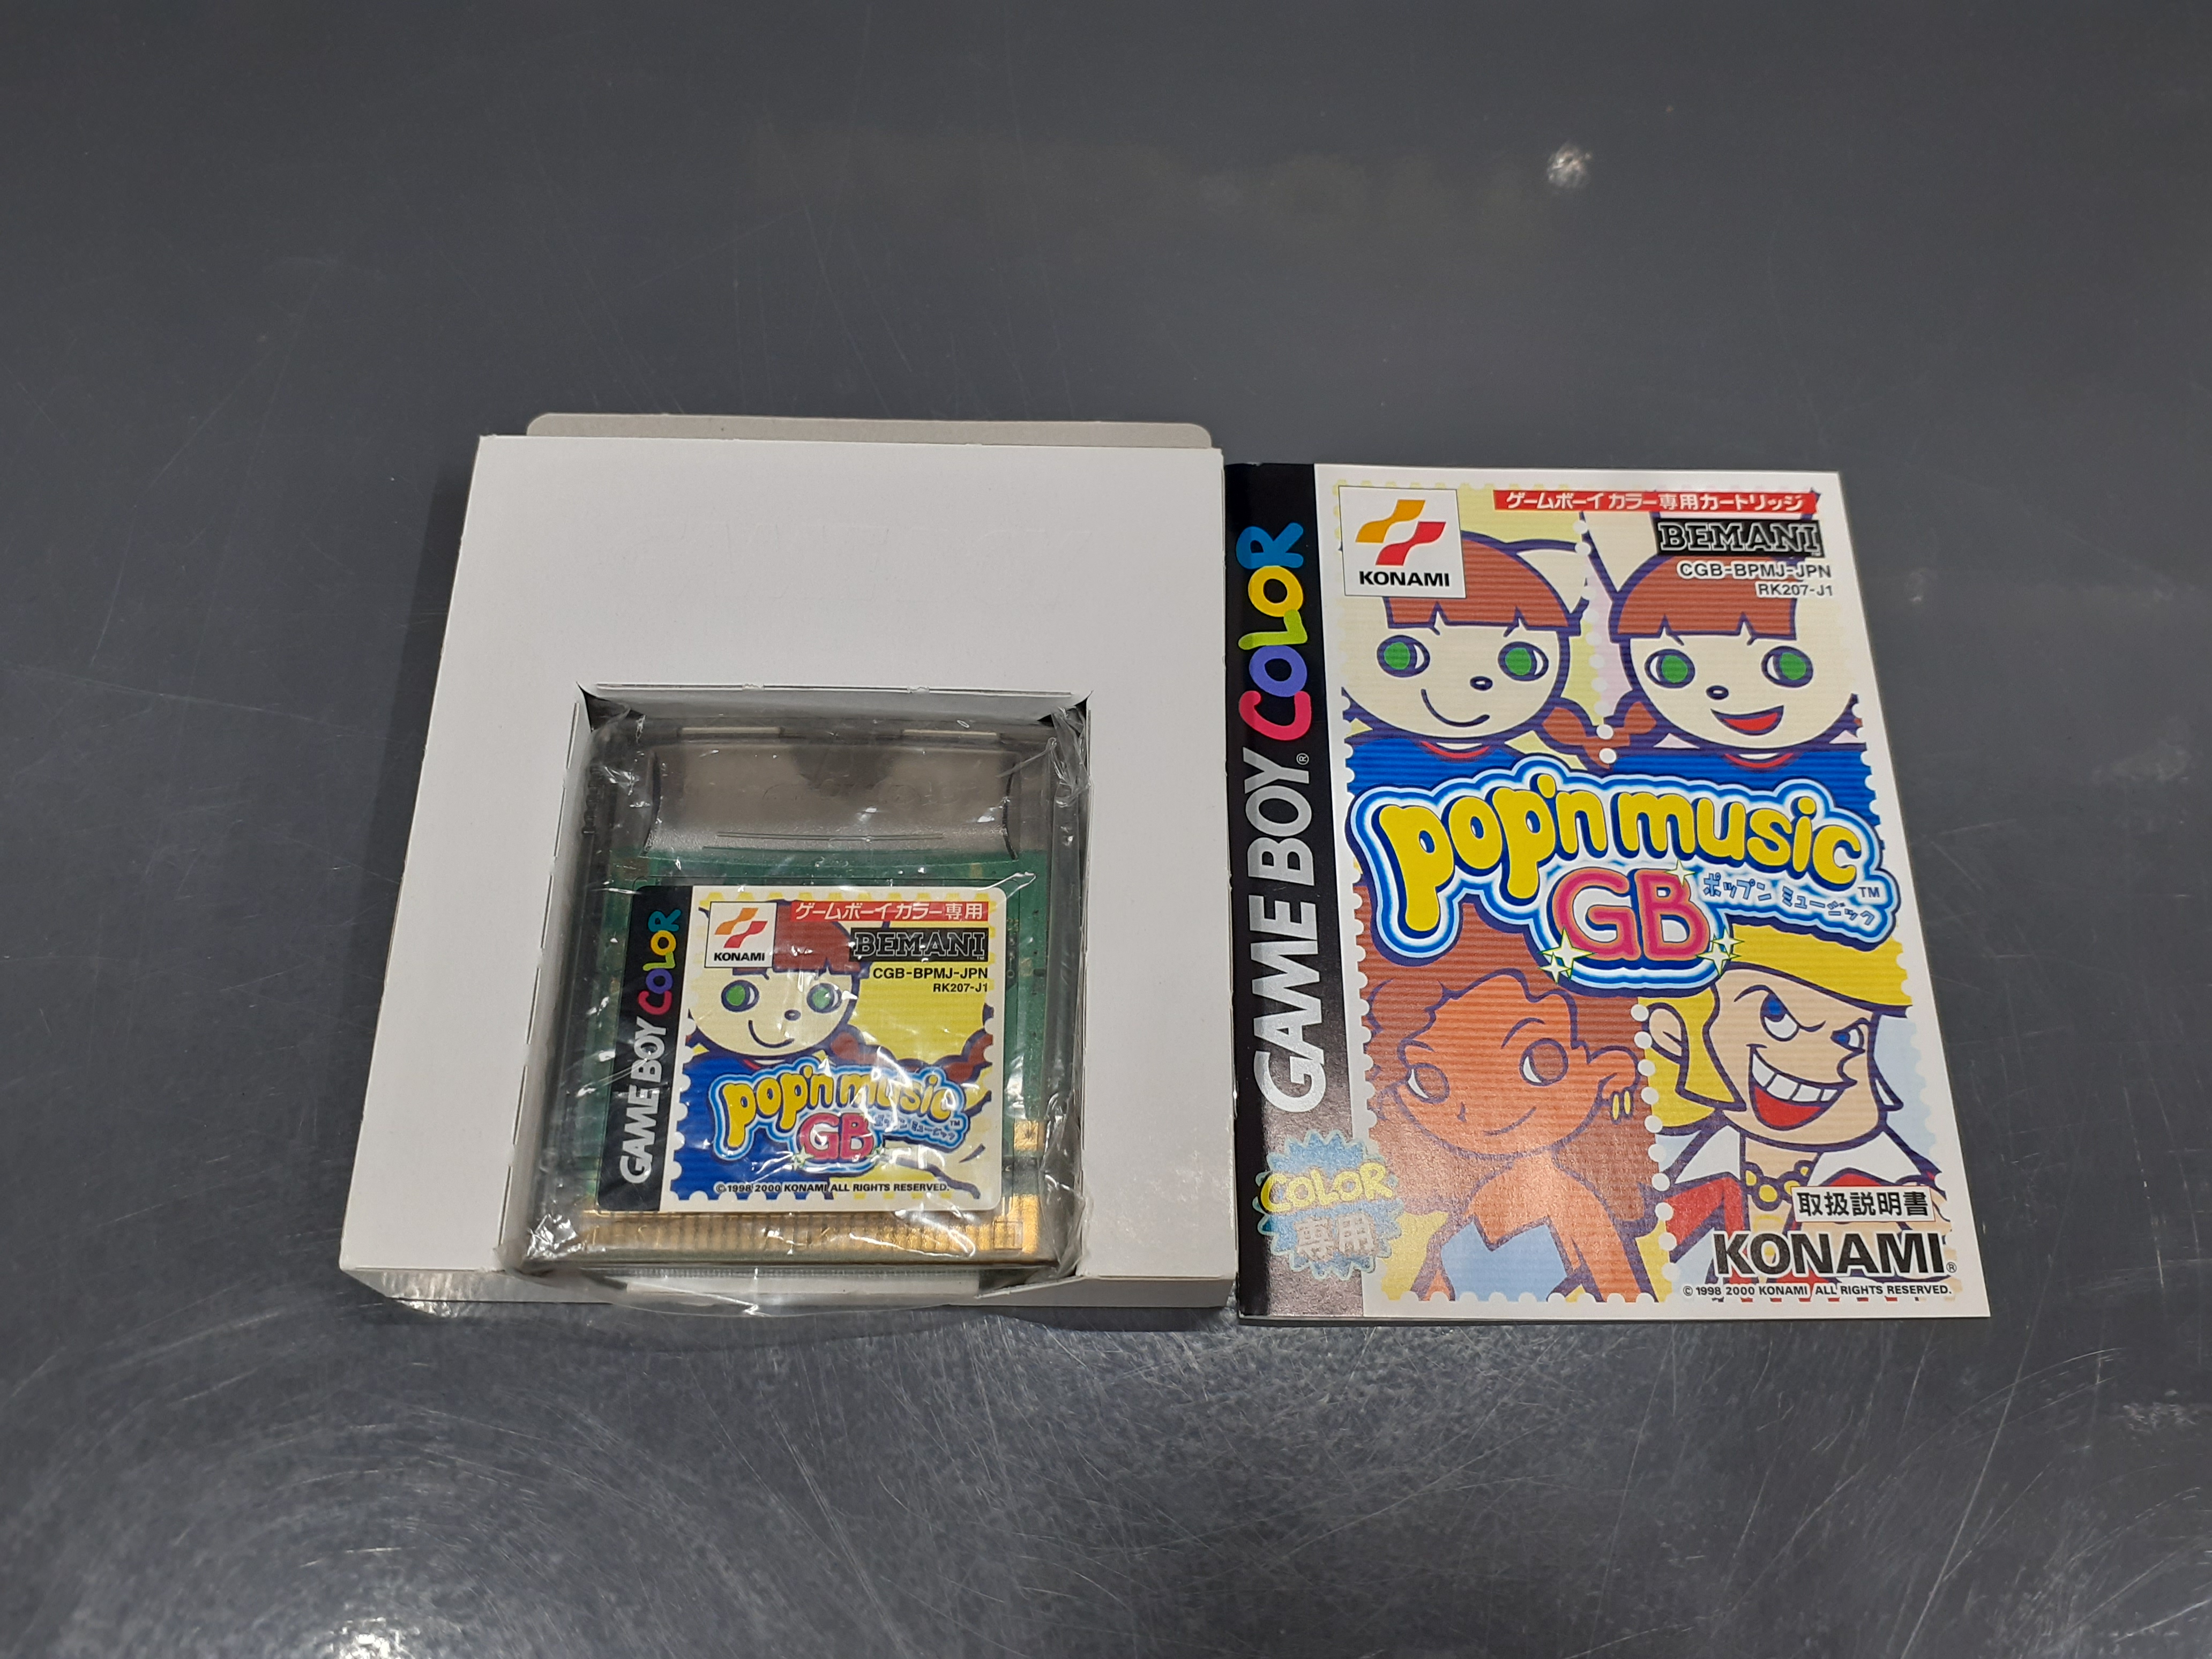 GAME BOY COLOR
KONAMI
ゲームボーイカラー専用
BEMANI
CGB-BPMJ-JPN
RK207-J1
pop'n music
GB ポップン ミュージック™
©1998 2000 KONAMI ALL RIGHTS RESERVED.
GAME BOY® COLOR
COLOR
専用
KONAMI
ゲームボーイカラー専用カートリッジ
BEMANI
CGB-BPMJ-JPN
RK207-J1
pop'n music
GB ポップン ミュージック™
取扱説明書
KONAMI®
©1998 2000 KONAMI ALL RIGHTS RESERVED.